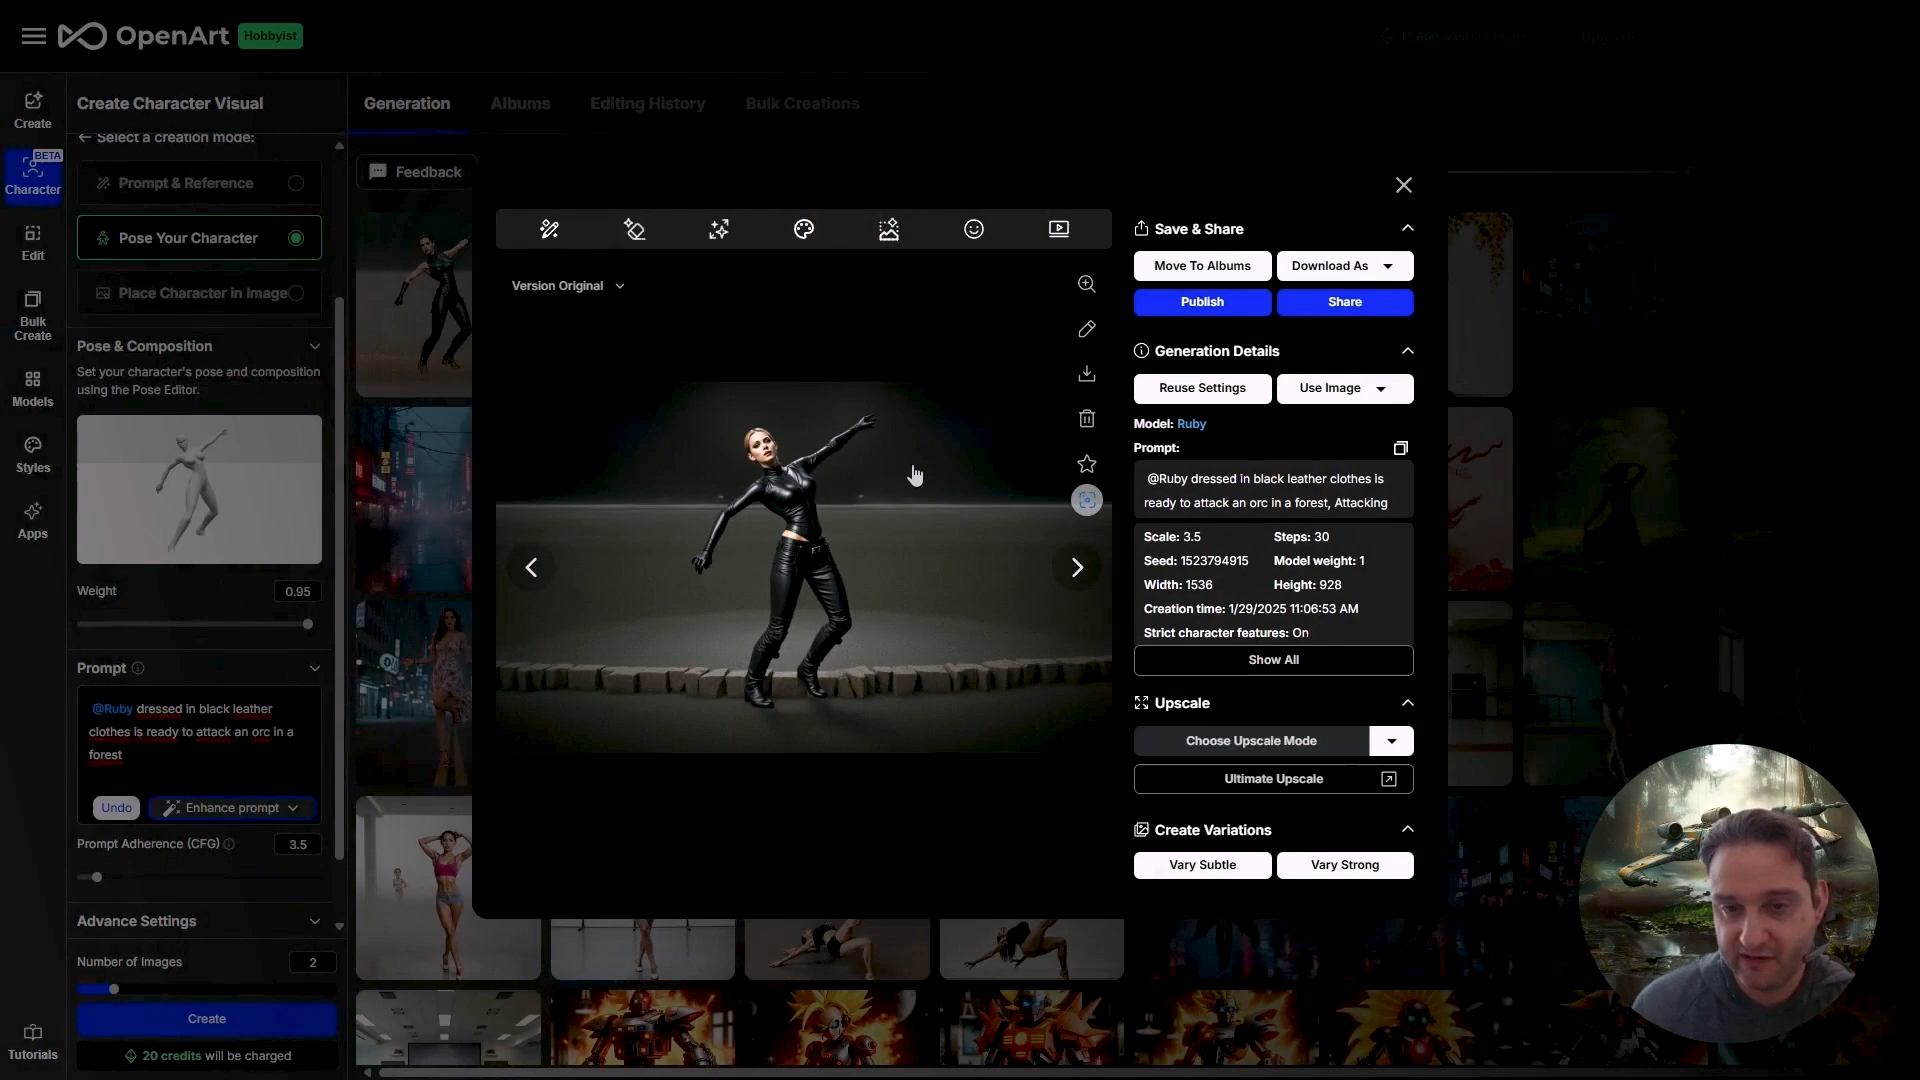 OpenArt Hobbyist
Create
BETA
Character
Edit
Bulk
Create
Models
Styles
Apps
Tutorials
Create Character Visual
← Select a creation mode:
Prompt & Reference
Pose Your Character
Place Character in Image
Pose & Composition
Set your character's pose and composition
using the Pose Editor.
Weight 0.95
Prompt
@Ruby dressed in black leather
clothes is ready to attack an orc in a
forest
Undo Enhance prompt
Prompt Adherence (CFG) 3.5
Advance Settings
Number of Images 2
Create
20 credits will be charged
Generation Albums Editing History Bulk Creations
Feedback
Version Original
Save & Share
Move To Albums Download As
Publish Share
Generation Details
Reuse Settings Use Image
Model: Ruby
Prompt:
@Ruby dressed in black leather clothes is
ready to attack an orc in a forest, Attacking
Scale: 3.5 Steps: 30
Seed: 1523794915 Model weight: 1
Width: 1536 Height: 928
Creation time: 1/29/2025 11:06:53 AM
Strict character features: On
Show All
Upscale
Choose Upscale Mode
Ultimate Upscale
Create Variations
Vary Subtle Vary Strong